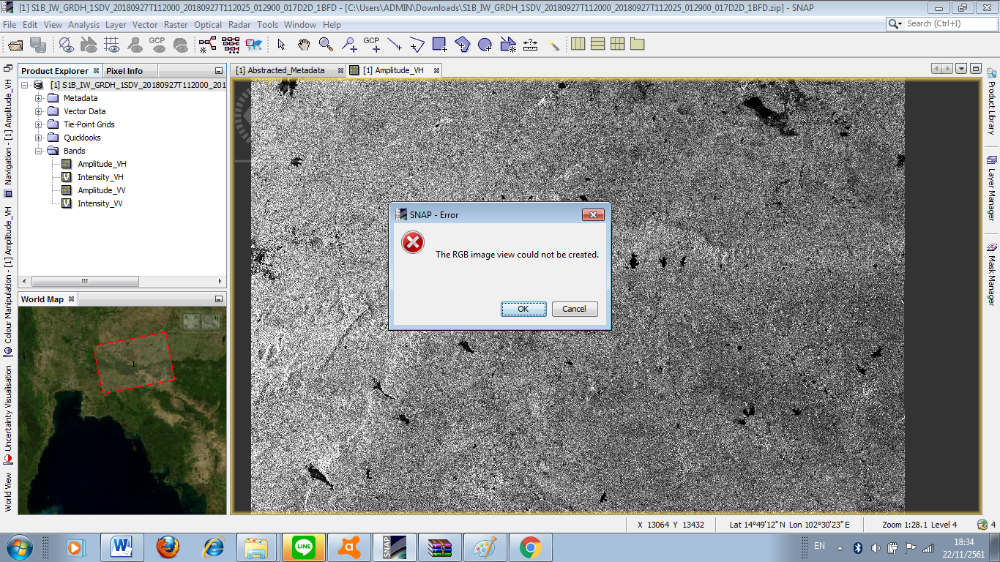 [1] S1B_IW_GRDH_1SDV_20180927T112000_20180927T112025_012900_017D2D_1BFD - [C:\Users\ADMIN\Downloads\S1B_IW_GRDH_1SDV_20180927T112000_20180927T112025_012900_017D2D_1BFD.zip] - SNAP
File Edit View Analysis Layer Vector Raster Optical Radar Tools Window Help
Search (Ctrl+I)
GCP GCP
Product Explorer Pixel Info
[1] Abstracted_Metadata [1] Amplitude_VH
[1] S1B_IW_GRDH_1SDV_20180927T112000_201
Metadata
Vector Data
Tie-Point Grids
Quicklooks
Bands
Amplitude_VH
Intensity_VH
Amplitude_VV
Intensity_VV
World Map
1
Navigation - [1] Amplitude_VH
Colour Manipulation - [1] Amplitude_VH
Uncertainty Visualisation
World View
SNAP - Error
The RGB image view could not be created.
OK Cancel
Product Library
Layer Manager
Mask Manager
X 13064 Y 13432 Lat 14°49'12" N Lon 102°30'23" E Zoom 1:28.1 Level 4 4
W LINE a SNAP
EN 18:34
22/11/2561